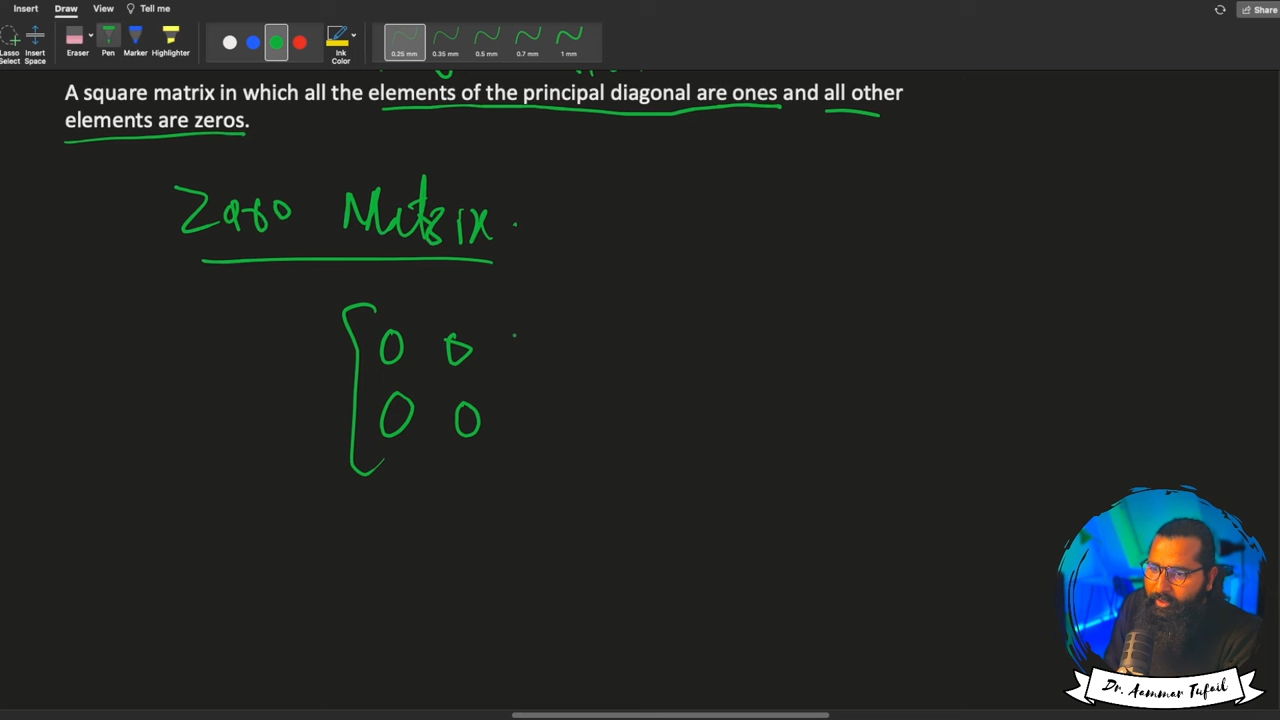 Insert Draw View Tell me
Share
Lasso Select
Insert Space
Eraser
Pen
Marker
Highlighter
Ink Color
0.25 mm
0.35 mm
0.5 mm
0.7 mm
1 mm
A square matrix in which all the elements of the principal diagonal are ones and all other
elements are zeros.
Zero Matrix.
0 0
0 0
Dr. Aammar Tufail